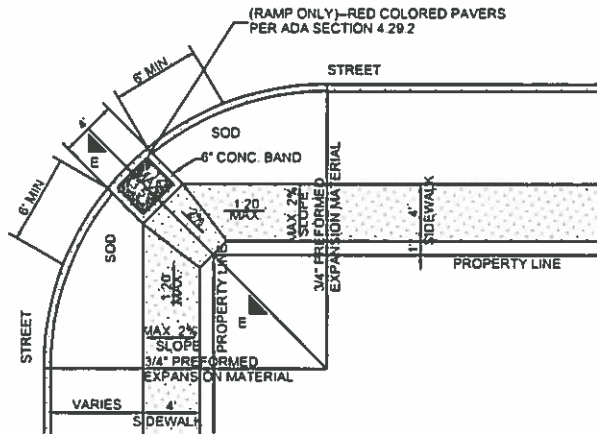 (RAMP ONLY)–RED COLORED PAVERS
PER ADA SECTION 4.29.2
STREET
6' MIN
4'
E
SOD
6" CONC. BAND
6' MIN
1:20
MAX
MAX 2%
SLOPE
3/4" PREFORMED
EXPANSION MATERIAL
1'
4'
SIDEWALK
PROPERTY LINE
SOD
1:20
MAX
PROPERTY LINE
E
STREET
MAX 2%
SLOPE
3/4" PREFORMED
EXPANSION MATERIAL
VARIES
4'
SIDEWALK